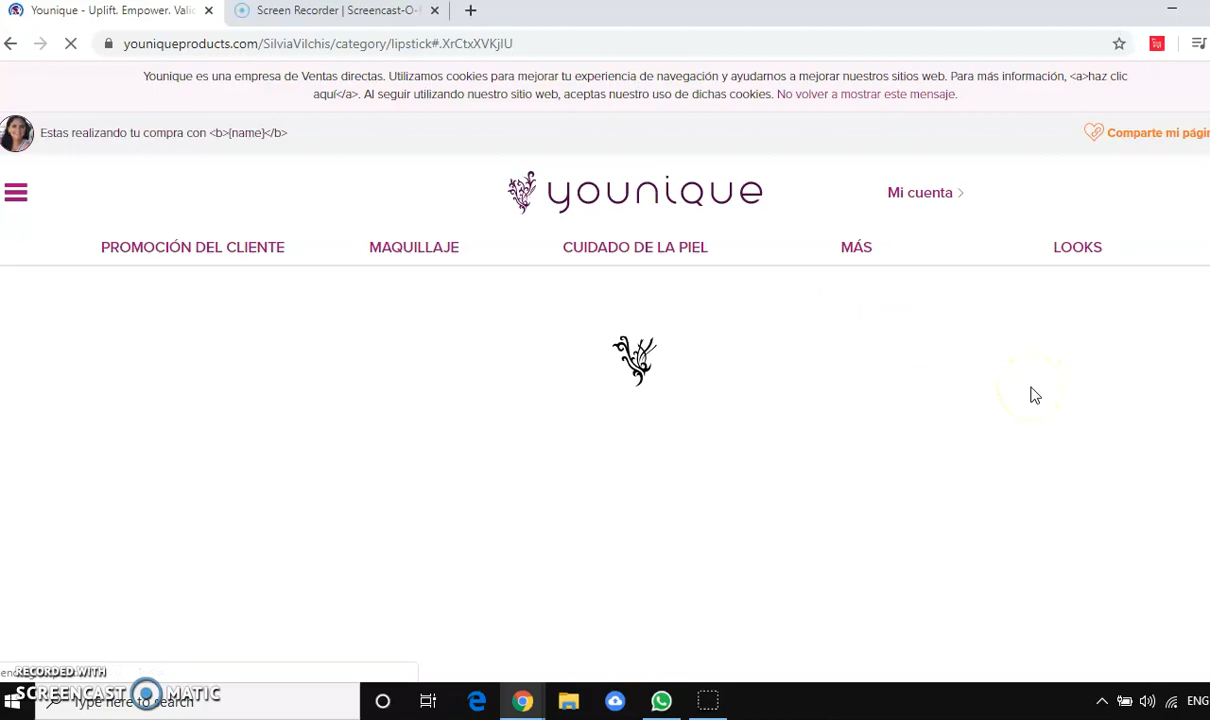 Younique - Uplift. Empower. Valid
Screen Recorder | Screencast-O-
youniqueproducts.com/SilviaVilchis/category/lipstick#.XrCtxXVKjIU
Younique es una empresa de Ventas directas. Utilizamos cookies para mejorar tu experiencia de navegación y ayudarnos a mejorar nuestros sitios web. Para más información, <a>haz clic
aquí</a>. Al seguir utilizando nuestro sitio web, aceptas nuestro uso de dichas cookies. No volver a mostrar este mensaje.
Estas realizando tu compra con <b>{name}</b>
Comparte mi págin
younique
Mi cuenta >
PROMOCIÓN DEL CLIENTE
MAQUILLAJE
CUIDADO DE LA PIEL
MÁS
LOOKS
RECORDED WITH
SCREENCAST MATIC
Type here to search
ENG